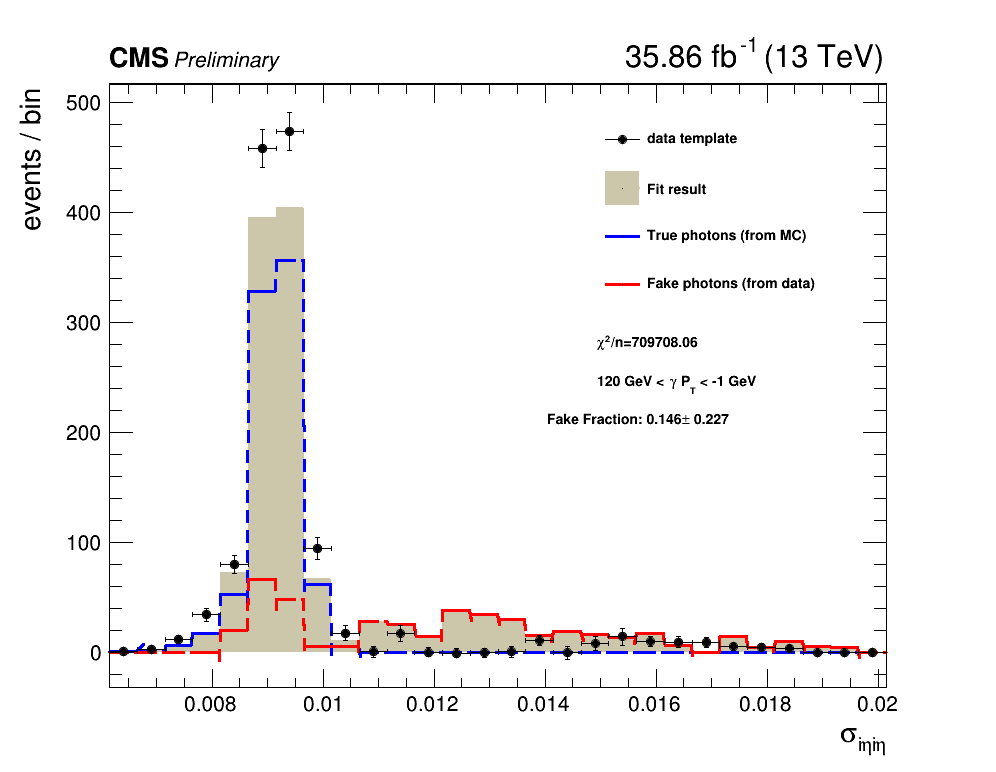 CMS Preliminary 35.86 fb⁻¹ (13 TeV)
events / bin
500
400
300
200
100
0
data template
Fit result
True photons (from MC)
Fake photons (from data)
χ²/n=709708.06
120 GeV < γ P_T < -1 GeV
Fake Fraction: 0.146± 0.227
0.008 0.01 0.012 0.014 0.016 0.018 0.02
σ_iηiη